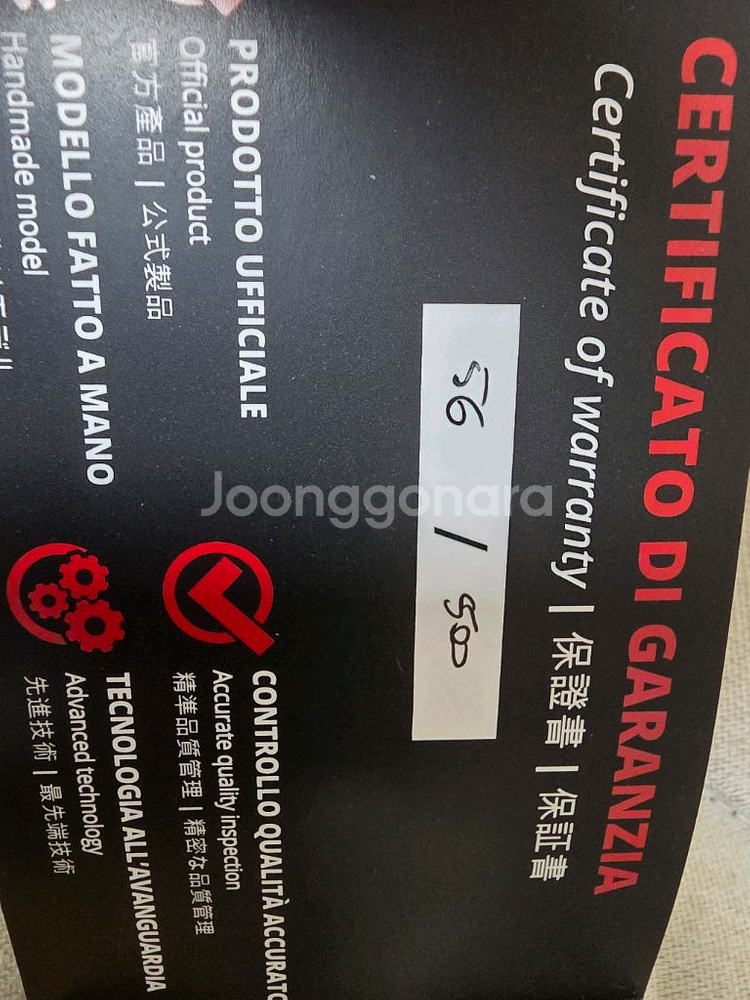 CERTIFICATO DI GARANZIA
Certificate of warranty | 保證書 | 保証書
56 / 500
PRODOTTO UFFICIALE
Official product
官方產品 | 公式製品
MODELLO FATTO A MANO
Handmade model
CONTROLLO QUALITÀ ACCURATO
Accurate quality inspection
精準品質管理 | 精密な品質管理
TECNOLOGIA ALL'AVANGUARDIA
Advanced technology
先進技術 | 最先端技術
Joonggonara